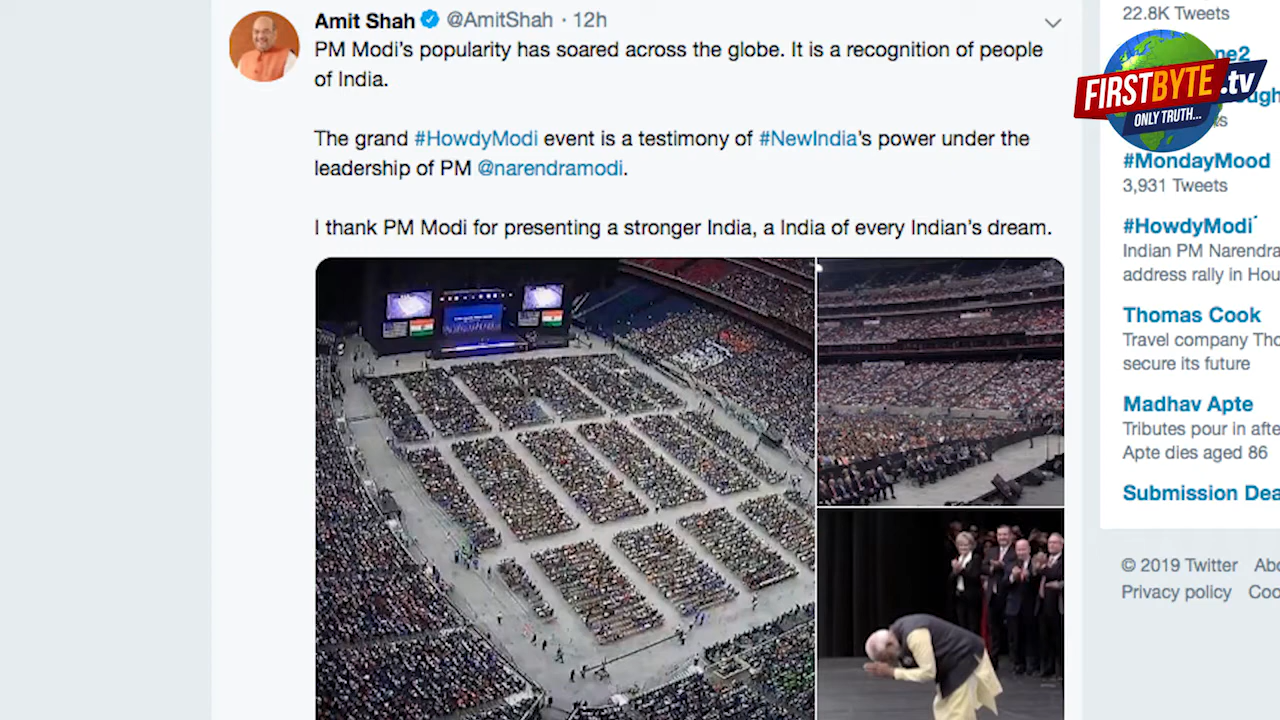 Amit Shah @AmitShah · 12h
PM Modi's popularity has soared across the globe. It is a recognition of people
of India.
The grand #HowdyModi event is a testimony of #NewIndia's power under the
leadership of PM @narendramodi.
I thank PM Modi for presenting a stronger India, a India of every Indian's dream.
22.8K Tweets
FIRSTBYTE.tv
ONLY TRUTH...
#MondayMood
3,931 Tweets
#HowdyModi
Indian PM Narendra
address rally in Hou
Thomas Cook
Travel company Tho
secure its future
Madhav Apte
Tributes pour in afte
Apte dies aged 86
Submission Dea
© 2019 Twitter Abo
Privacy policy Coo